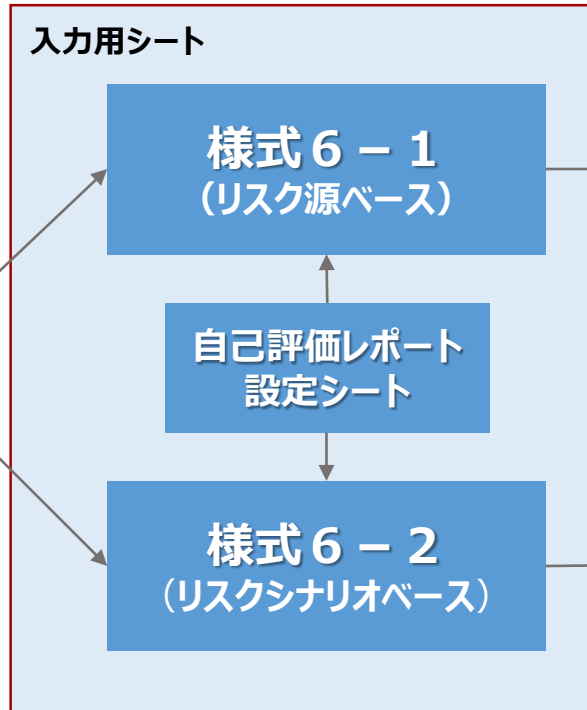 入力用シート
様式６－１
（リスク源ベース）
自己評価レポート
設定シート
様式６－２
（リスクシナリオベース）